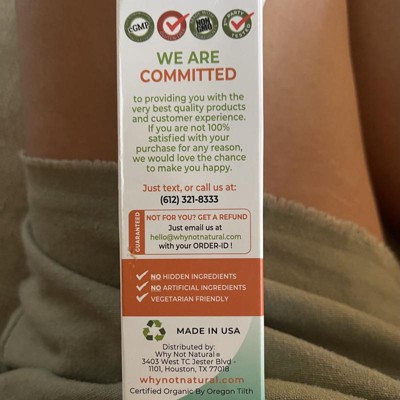 cGMP
NON
GMO
TESTED
WE ARE
COMMITTED
to providing you with the
very best quality products
and customer experience.
If you are not 100%
satisfied with your
purchase for any reason,
we would love the chance
to make you happy.
Just text, or call us at:
(612) 321-8333
GUARANTEED
NOT FOR YOU? GET A REFUND
Just email us at
hello@whynotnatural.com
with your ORDER-ID !
NO HIDDEN INGREDIENTS
NO ARTIFICIAL INGREDIENTS
VEGETARIAN FRIENDLY
MADE IN USA
Distributed by:
Why Not Natural®
3403 West TC Jester Blvd -
1101, Houston, TX 77018
whynotnatural.com
Certified Organic By Oregon Tilth